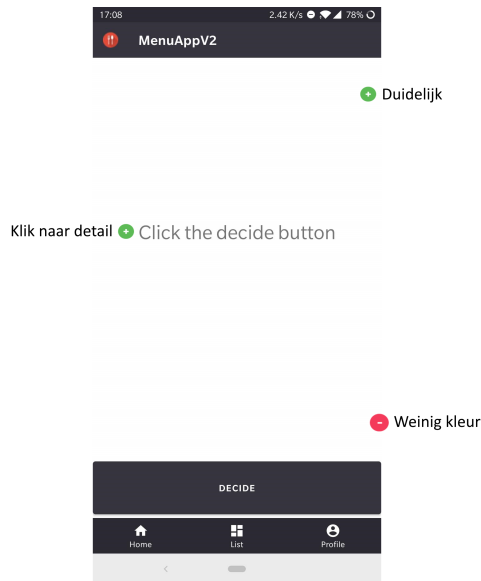 17:08 2.42 K/s 78%
MenuAppV2
+ Duidelijk
Klik naar detail + Click the decide button
- Weinig kleur
DECIDE
Home List Profile